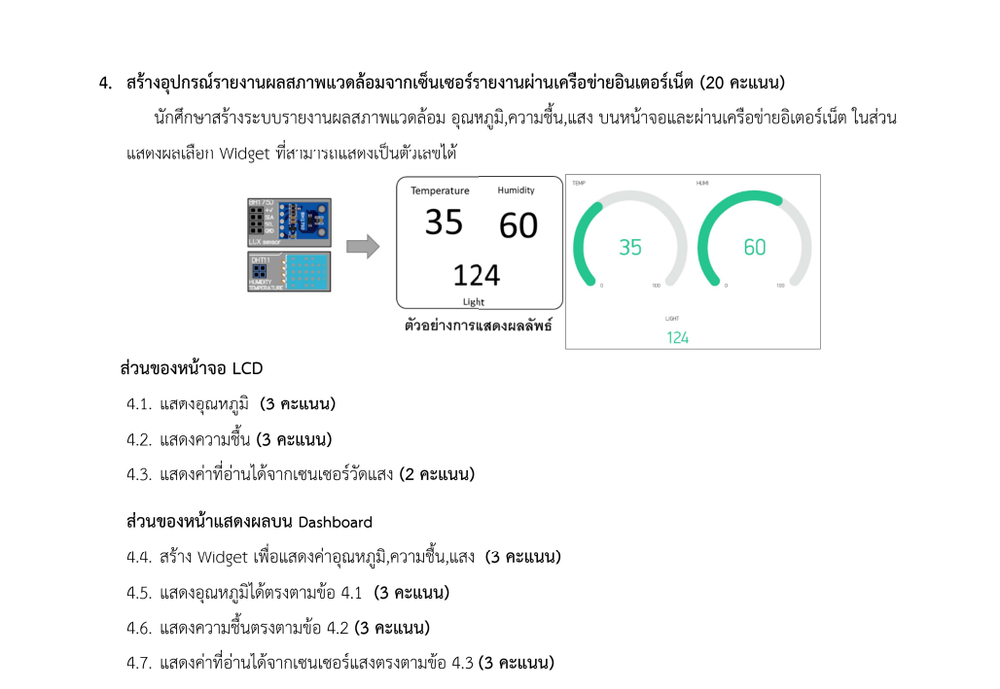 4. สร้างอุปกรณ์รายงานผลสภาพแวดล้อมจากเซ็นเซอร์รายงานผ่านเครือข่ายอินเตอร์เน็ต (20 คะแนน)
นักศึกษาสร้างระบบรายงานผลสภาพแวดล้อม อุณหภูมิ,ความชื้น,แสง บนหน้าจอและผ่านเครือข่ายอิเตอร์เน็ต ในส่วน
แสดงผลเลือก Widget ที่สามารถแสดงเป็นตัวเลขได้
BH1750
+V
SDA
SCL
GND
LUX sensor
DHT11
HUMIDITY
TEMPERATURE
Temperature Humidity
35 60
124
Light
ตัวอย่างการแสดงผลลัพธ์
TEMP HUMI
35 60
0 100 0 100
LIGHT
124
ส่วนของหน้าจอ LCD
4.1. แสดงอุณหภูมิ (3 คะแนน)
4.2. แสดงความชื้น (3 คะแนน)
4.3. แสดงค่าที่อ่านได้จากเซนเซอร์วัดแสง (2 คะแนน)
ส่วนของหน้าแสดงผลบน Dashboard
4.4. สร้าง Widget เพื่อแสดงค่าอุณหภูมิ,ความชื้น,แสง (3 คะแนน)
4.5. แสดงอุณหภูมิได้ตรงตามข้อ 4.1 (3 คะแนน)
4.6. แสดงความชื้นตรงตามข้อ 4.2 (3 คะแนน)
4.7. แสดงค่าที่อ่านได้จากเซนเซอร์แสงตรงตามข้อ 4.3 (3 คะแนน)